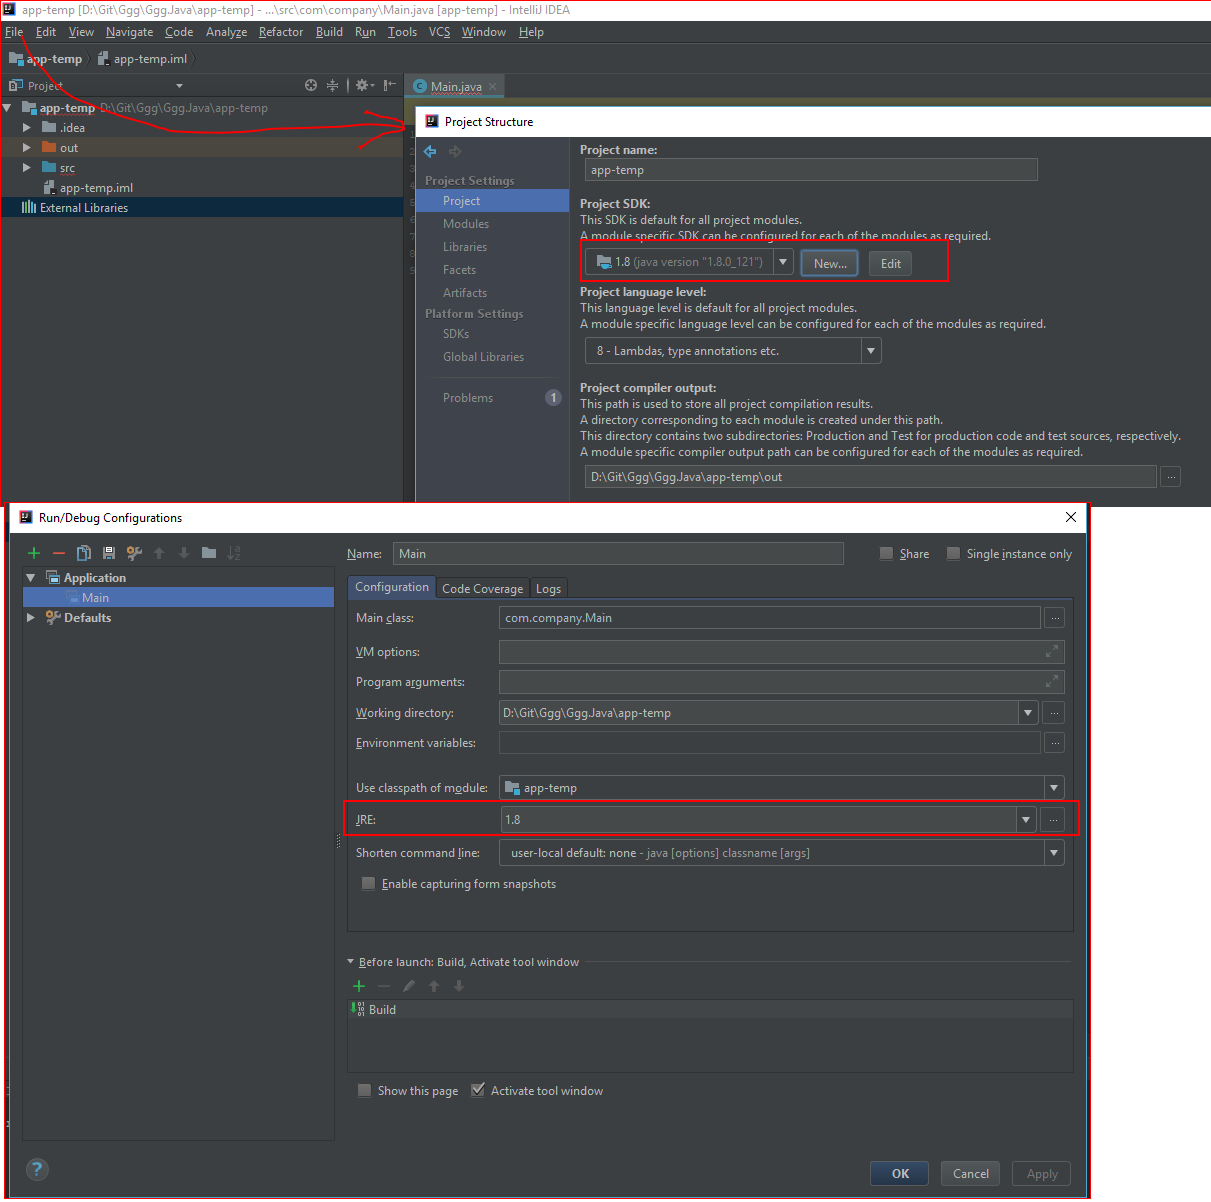 app-temp [D:\Git\Ggg\Ggg.Java\app-temp] - ...\src\com\company\Main.java [app-temp] - IntelliJ IDEA
File Edit View Navigate Code Analyze Refactor Build Run Tools VCS Window Help
app-temp app-temp.iml
Project
Main.java
app-temp D:\Git\Ggg\Ggg.Java\app-temp
.idea
out
src
app-temp.iml
External Libraries
Project Structure
Project Settings
Project
Modules
Libraries
Facets
Artifacts
Platform Settings
SDKs
Global Libraries
Problems 1
Project name:
app-temp
Project SDK:
This SDK is default for all project modules.
A module specific SDK can be configured for each of the modules as required.
1.8 (java version "1.8.0_121") New... Edit
Project language level:
This language level is default for all project modules.
A module specific language level can be configured for each of the modules as required.
8 - Lambdas, type annotations etc.
Project compiler output:
This path is used to store all project compilation results.
A directory corresponding to each module is created under this path.
This directory contains two subdirectories: Production and Test for production code and test sources, respectively.
A module specific compiler output path can be configured for each of the modules as required.
D:\Git\Ggg\Ggg.Java\app-temp\out ...
Run/Debug Configurations
Application
Main
Defaults
Name: Main Share Single instance only
Configuration Code Coverage Logs
Main class: com.company.Main ...
VM options:
Program arguments:
Working directory: D:\Git\Ggg\Ggg.Java\app-temp ...
Environment variables: ...
Use classpath of module: app-temp
JRE: 1.8 ...
Shorten command line: user-local default: none - java [options] classname [args]
Enable capturing form snapshots
Before launch: Build, Activate tool window
Build
Show this page Activate tool window
? OK Cancel Apply